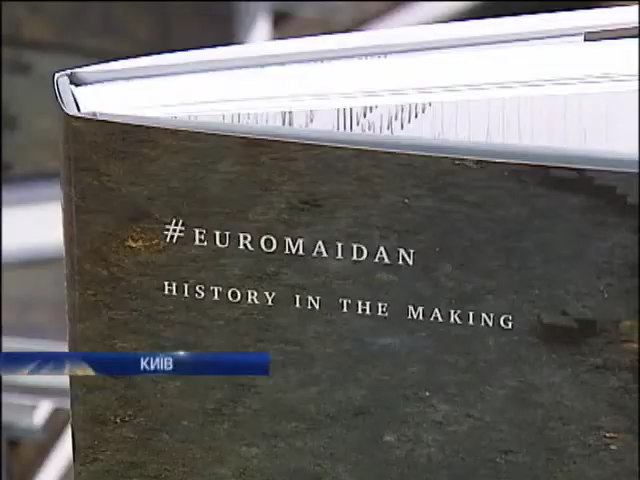 #EUROMAIDAN
HISTORY IN THE MAKING
КИЇВ